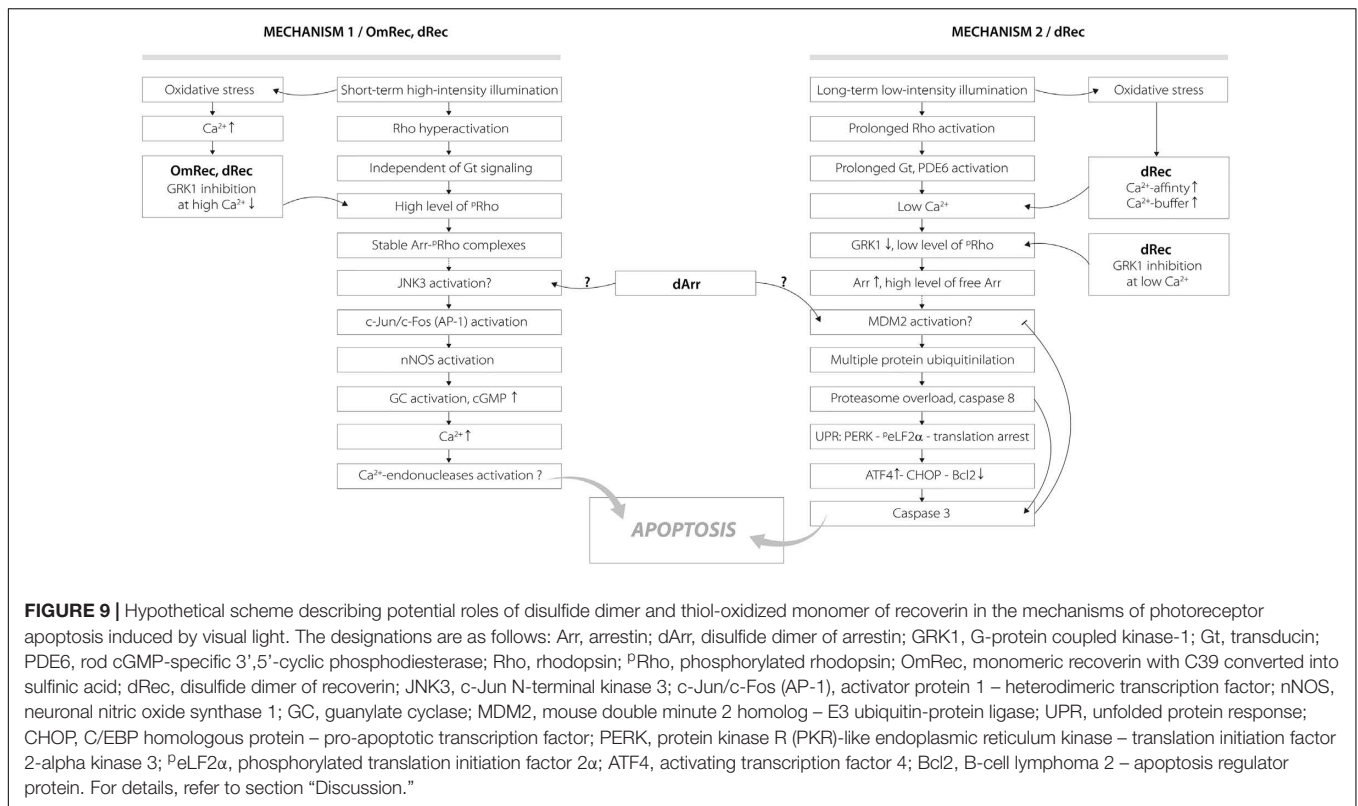 MECHANISM 1 / OmRec, dRec
Oxidative stress
Short-term high-intensity illumination
Ca²⁺ ↑
Rho hyperactivation
OmRec, dRec
GRK1 inhibition
at high Ca²⁺ ↓
Independent of Gt signaling
High level of ᵖRho
Stable Arr-ᵖRho complexes
JNK3 activation?
c-Jun/c-Fos (AP-1) activation
nNOS activation
GC activation, cGMP ↑
Ca²⁺ ↑
Ca²⁺-endonucleases activation ?
?
dArr
?
APOPTOSIS
MECHANISM 2 / dRec
Long-term low-intensity illumination
Oxidative stress
Prolonged Rho activation
Prolonged Gt, PDE6 activation
dRec
Ca²⁺-affinty ↑
Ca²⁺-buffer ↑
Low Ca²⁺
GRK1 ↓, low level of ᵖRho
dRec
GRK1 inhibition
at low Ca²⁺
Arr ↑, high level of free Arr
MDM2 activation?
Multiple protein ubiquitinilation
Proteasome overload, caspase 8
UPR: PERK - ᵖeLF2α - translation arrest
ATF4↑- CHOP - Bcl2↓
Caspase 3
FIGURE 9 | Hypothetical scheme describing potential roles of disulfide dimer and thiol-oxidized monomer of recoverin in the mechanisms of photoreceptor
apoptosis induced by visual light. The designations are as follows: Arr, arrestin; dArr, disulfide dimer of arrestin; GRK1, G-protein coupled kinase-1; Gt, transducin;
PDE6, rod cGMP-specific 3',5'-cyclic phosphodiesterase; Rho, rhodopsin; ᵖRho, phosphorylated rhodopsin; OmRec, monomeric recoverin with C39 converted into
sulfinic acid; dRec, disulfide dimer of recoverin; JNK3, c-Jun N-terminal kinase 3; c-Jun/c-Fos (AP-1), activator protein 1 – heterodimeric transcription factor; nNOS,
neuronal nitric oxide synthase 1; GC, guanylate cyclase; MDM2, mouse double minute 2 homolog – E3 ubiquitin-protein ligase; UPR, unfolded protein response;
CHOP, C/EBP homologous protein – pro-apoptotic transcription factor; PERK, protein kinase R (PKR)-like endoplasmic reticulum kinase – translation initiation factor
2-alpha kinase 3; ᵖeLF2α, phosphorylated translation initiation factor 2α; ATF4, activating transcription factor 4; Bcl2, B-cell lymphoma 2 – apoptosis regulator
protein. For details, refer to section “Discussion.”